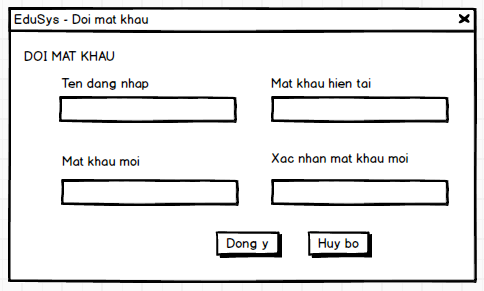 EduSys - Doi mat khau
DOI MAT KHAU
Ten dang nhap
Mat khau hien tai
Mat khau moi
Xac nhan mat khau moi
Dong y
Huy bo